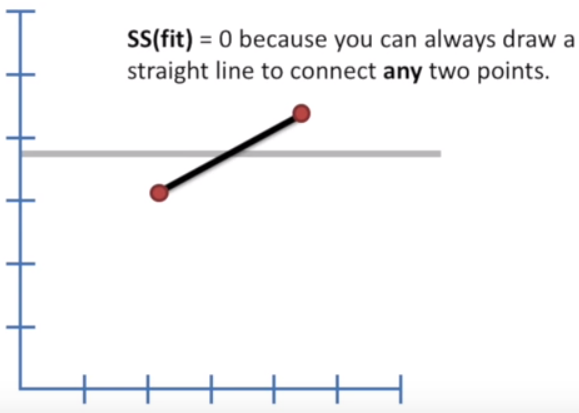 SS(fit) = 0 because you can always draw a
straight line to connect any two points.